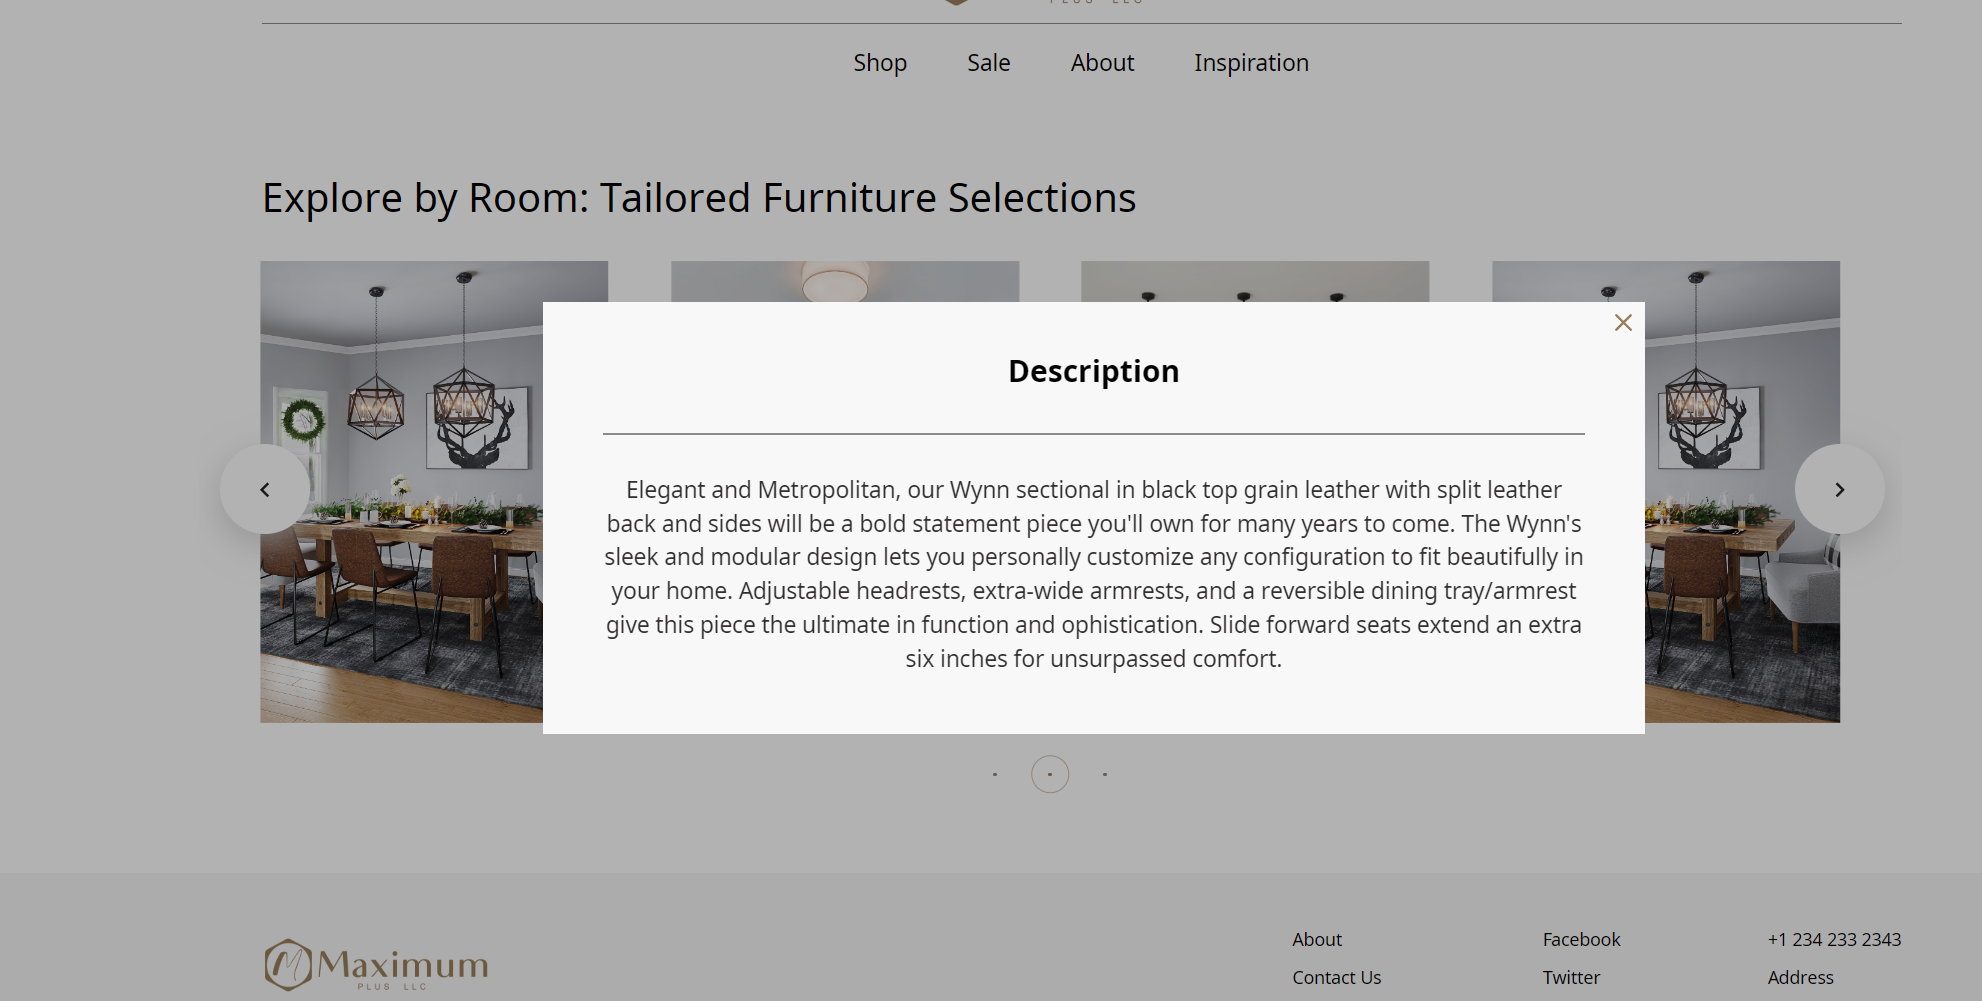 PLUS LLC
Shop Sale About Inspiration
Explore by Room: Tailored Furniture Selections
Description
Elegant and Metropolitan, our Wynn sectional in black top grain leather with split leather
back and sides will be a bold statement piece you'll own for many years to come. The Wynn's
sleek and modular design lets you personally customize any configuration to fit beautifully in
your home. Adjustable headrests, extra-wide armrests, and a reversible dining tray/armrest
give this piece the ultimate in function and ophistication. Slide forward seats extend an extra
six inches for unsurpassed comfort.
Maximum
PLUS LLC
About Facebook +1 234 233 2343
Contact Us Twitter Address